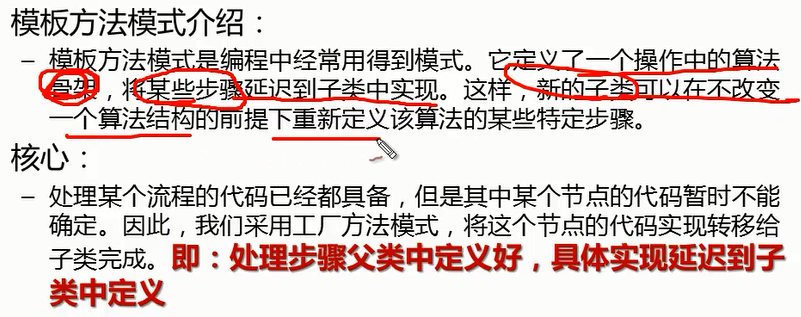 模板方法模式介绍：
– 模板方法模式是编程中经常用得到模式。它定义了一个操作中的算法
骨架，将某些步骤延迟到子类中实现。这样，新的子类可以在不改变
一个算法结构的前提下重新定义该算法的某些特定步骤。
核心：
– 处理某个流程的代码已经都具备，但是其中某个节点的代码暂时不能
确定。因此，我们采用工厂方法模式，将这个节点的代码实现转移给
子类完成。即：处理步骤父类中定义好，具体实现延迟到子
类中定义